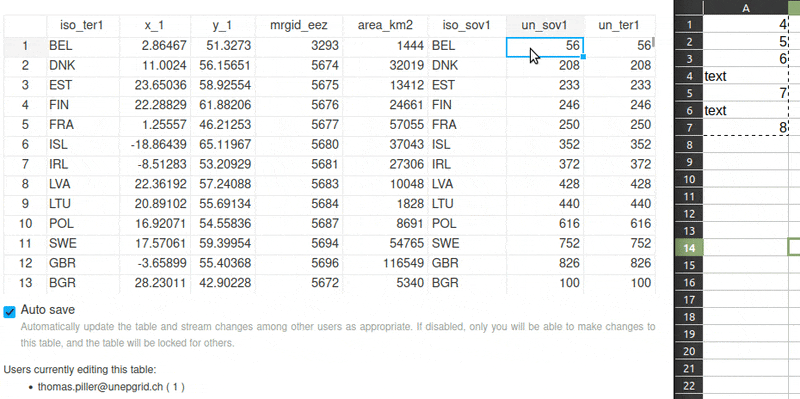 iso_ter1 x_1 y_1 mrgid_eez area_km2 iso_sov1 un_sov1 un_ter1
1 BEL 2.86467 51.3273 3293 1444 BEL 56 56
2 DNK 11.0024 56.15651 5674 32019 DNK 208 208
3 EST 23.65036 58.92554 5675 13412 EST 233 233
4 FIN 22.28829 61.88206 5676 24661 FIN 246 246
5 FRA 1.25557 46.21253 5677 57055 FRA 250 250
6 ISL -18.86439 65.11967 5680 37043 ISL 352 352
7 IRL -8.51283 53.20929 5681 27306 IRL 372 372
8 LVA 22.36192 57.24088 5683 10048 LVA 428 428
9 LTU 20.89102 55.69134 5684 1828 LTU 440 440
10 POL 16.92071 54.55836 5687 8691 POL 616 616
11 SWE 17.57061 59.39954 5694 54765 SWE 752 752
12 GBR -3.65899 55.40368 5696 116549 GBR 826 826
13 BGR 28.23011 42.90228 5672 5340 BGR 100 100
Auto save
Automatically update the table and stream changes among other users as appropriate. If disabled, only you will be able to make changes to
this table, and the table will be locked for others.
Users currently editing this table:
• thomas.piller@unepgrid.ch ( 1 )
A
1 4
2 5
3 6
4 text
5 7
6 text
7 8
8
9
10
11
12
13
14
15
16
17
18
19
20
21
22